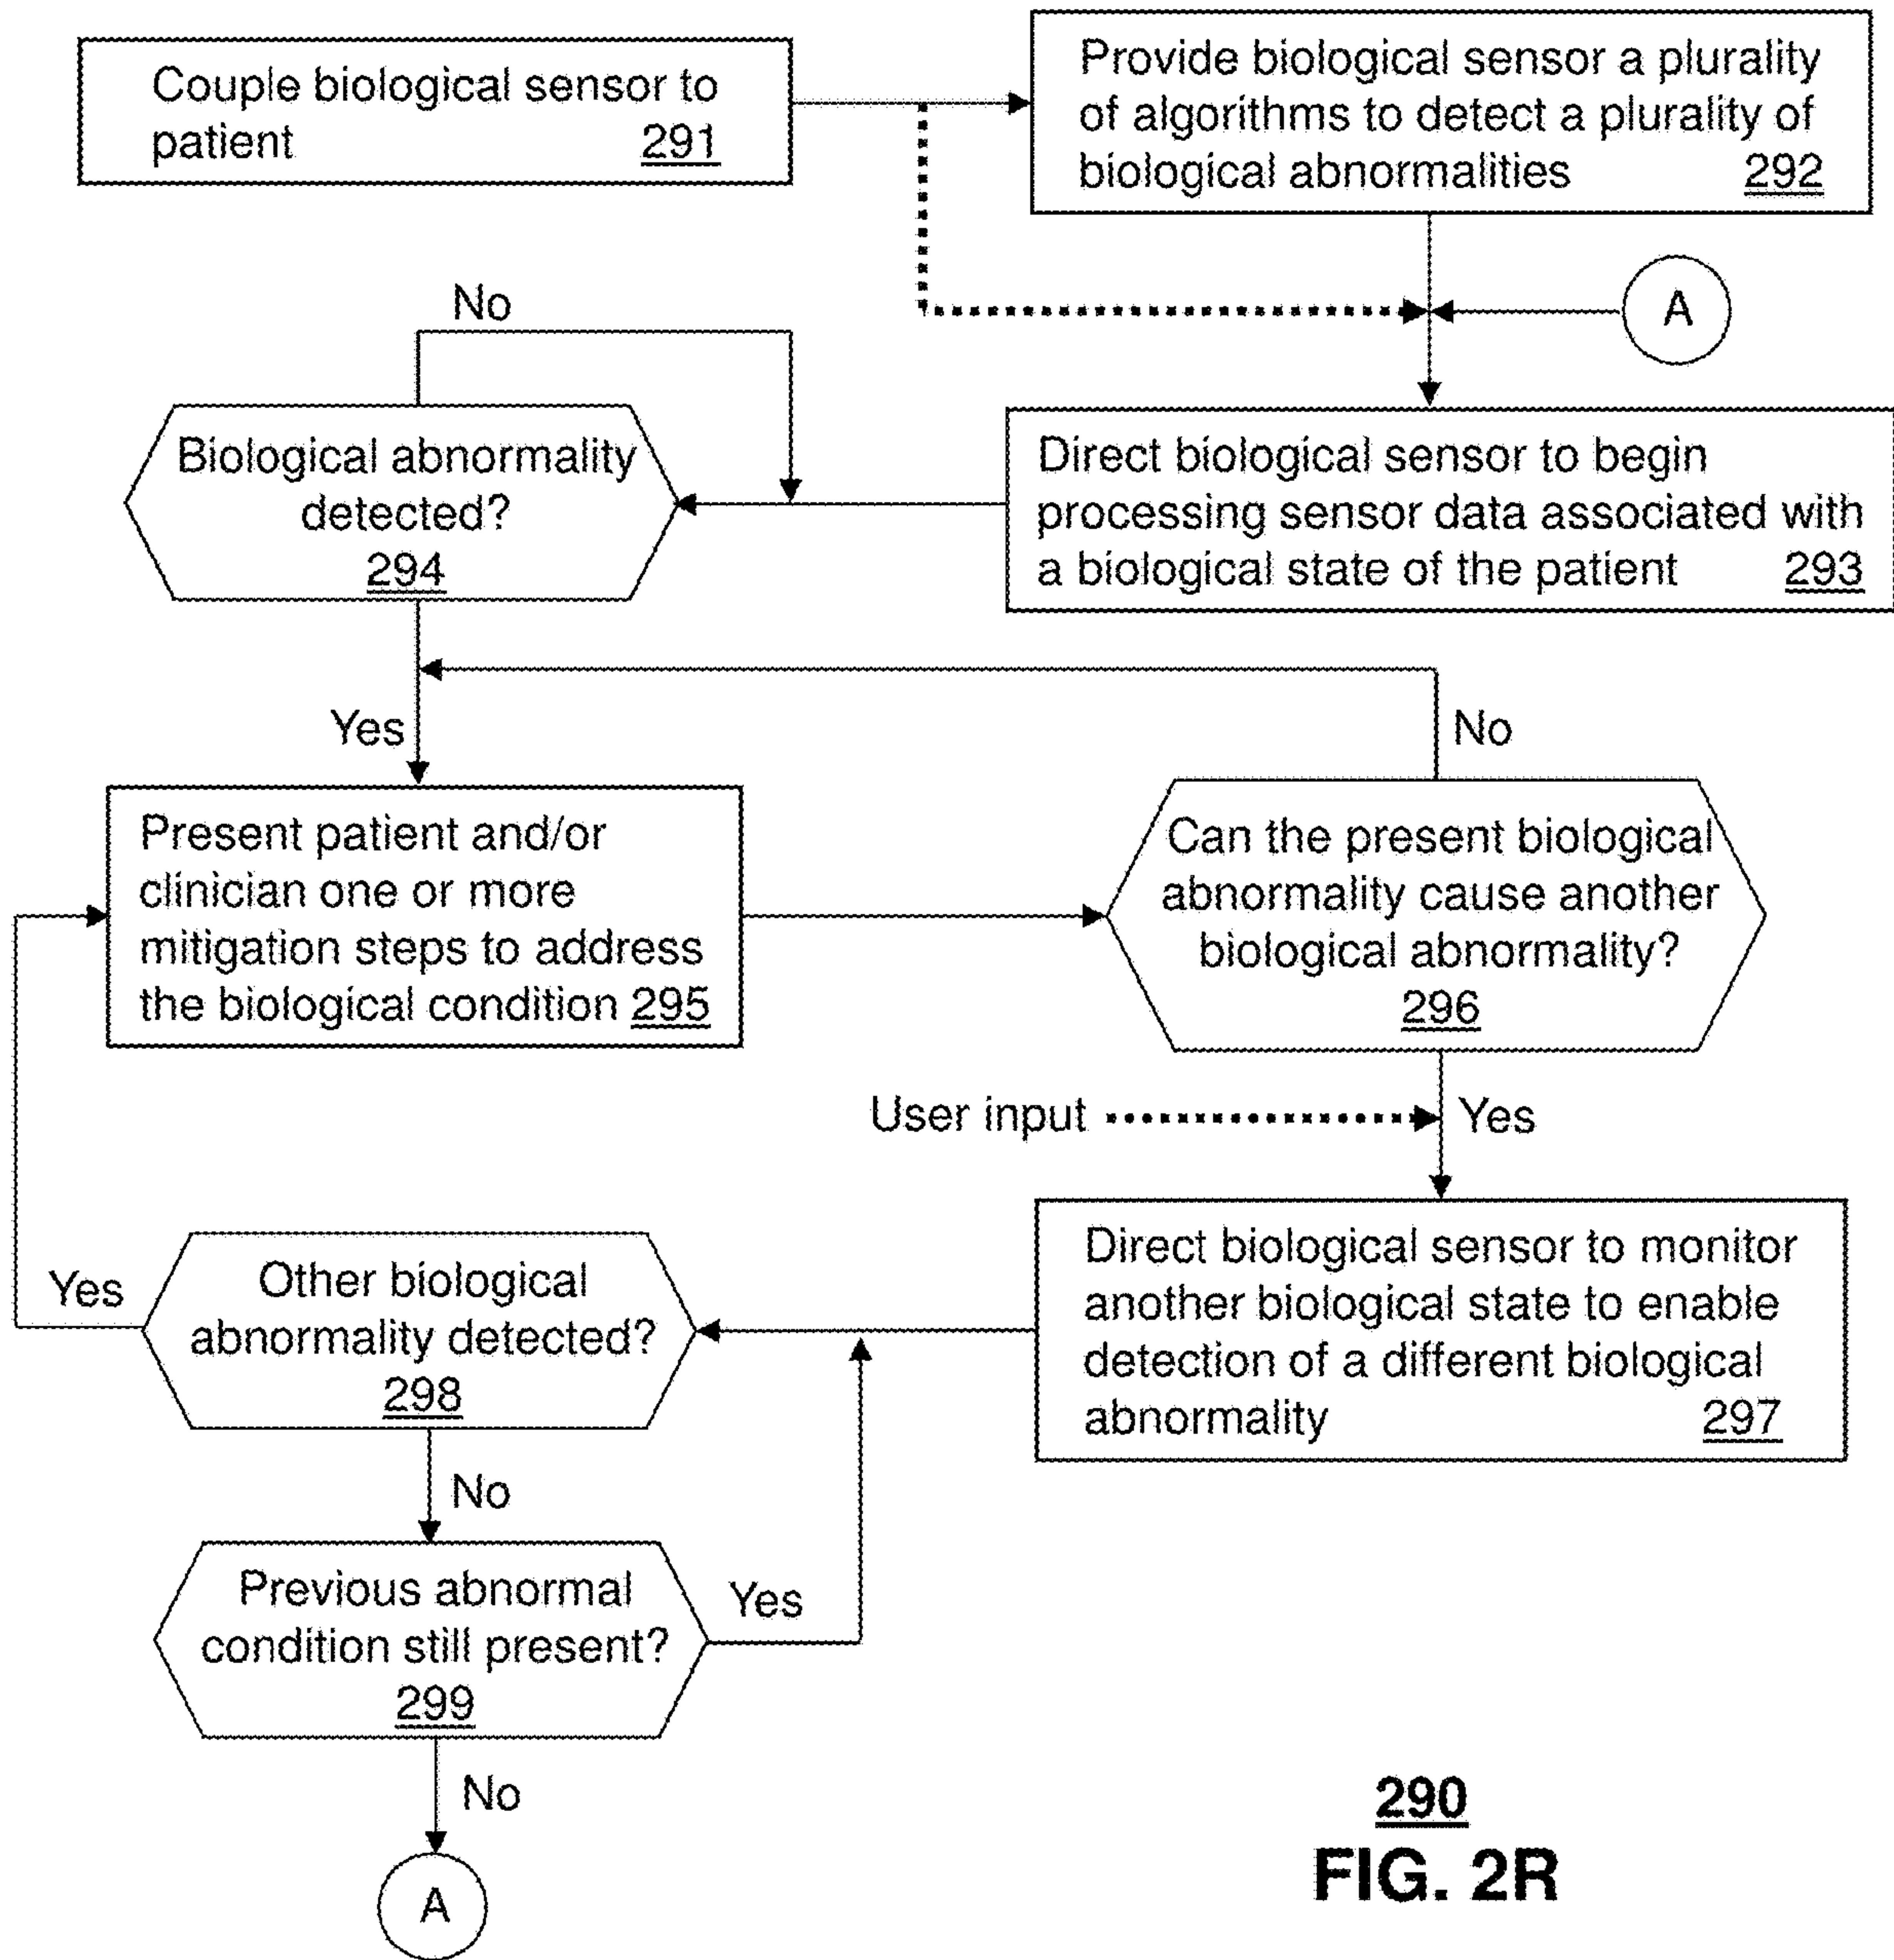 Couple biological sensor to
patient 291
Provide biological sensor a plurality
of algorithms to detect a plurality of
biological abnormalities 292
A
No
Biological abnormality
detected?
294
Direct biological sensor to begin
processing sensor data associated with
a biological state of the patient 293
Yes
No
Present patient and/or
clinician one or more
mitigation steps to address
the biological condition 295
Can the present biological
abnormality cause another
biological abnormality?
296
User input
Yes
Yes
Other biological
abnormality detected?
298
Direct biological sensor to monitor
another biological state to enable
detection of a different biological
abnormality 297
No
Previous abnormal
condition still present?
299
Yes
No
A
290
FIG. 2R